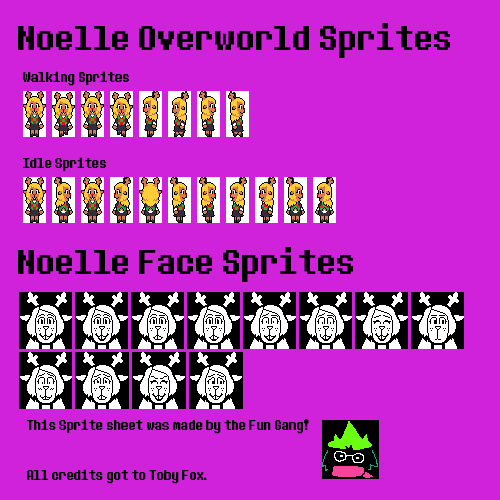 Noelle Overworld Sprites
Walking Sprites
Idle Sprites
Noelle Face Sprites
This Sprite sheet was made by the Fun Gang!
All credits got to Toby Fox.